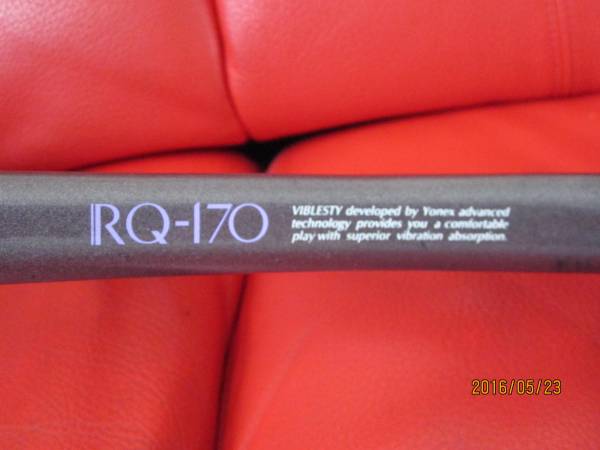 RQ-170
VIBLESTY developed by Yonex advanced
technology provides you a comfortable
play with superior vibration absorption.
2016/05/23